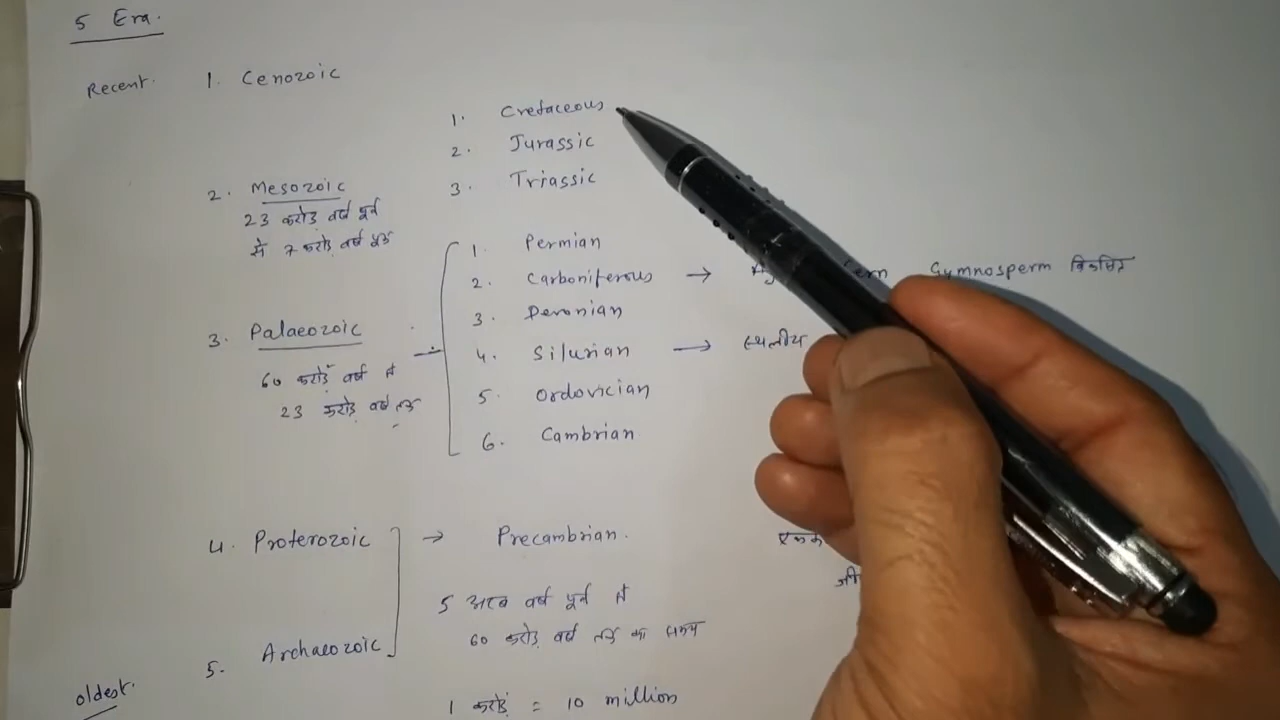 5 Era.
Recent. 1. Cenozoic
1. Cretaceous
2. Jurassic
3. Triassic
2. Mesozoic
23 करोड़ वर्ष पूर्व
से 7 करोड़ वर्ष पूर्व
1. Permian
2. Carboniferous → Gymnosperm विकसित
3. Devonian
4. Silurian → स्थलीय
5. Ordovician
6. Cambrian
3. Palaeozoic
60 करोड़ वर्ष से
23 करोड़ वर्ष तक
4. Proterozoic → Precambrian.
5 अरब वर्ष पूर्व से
60 करोड़ वर्ष तक का समय
5. Archaeozoic
oldest.
1 करोड़ = 10 million